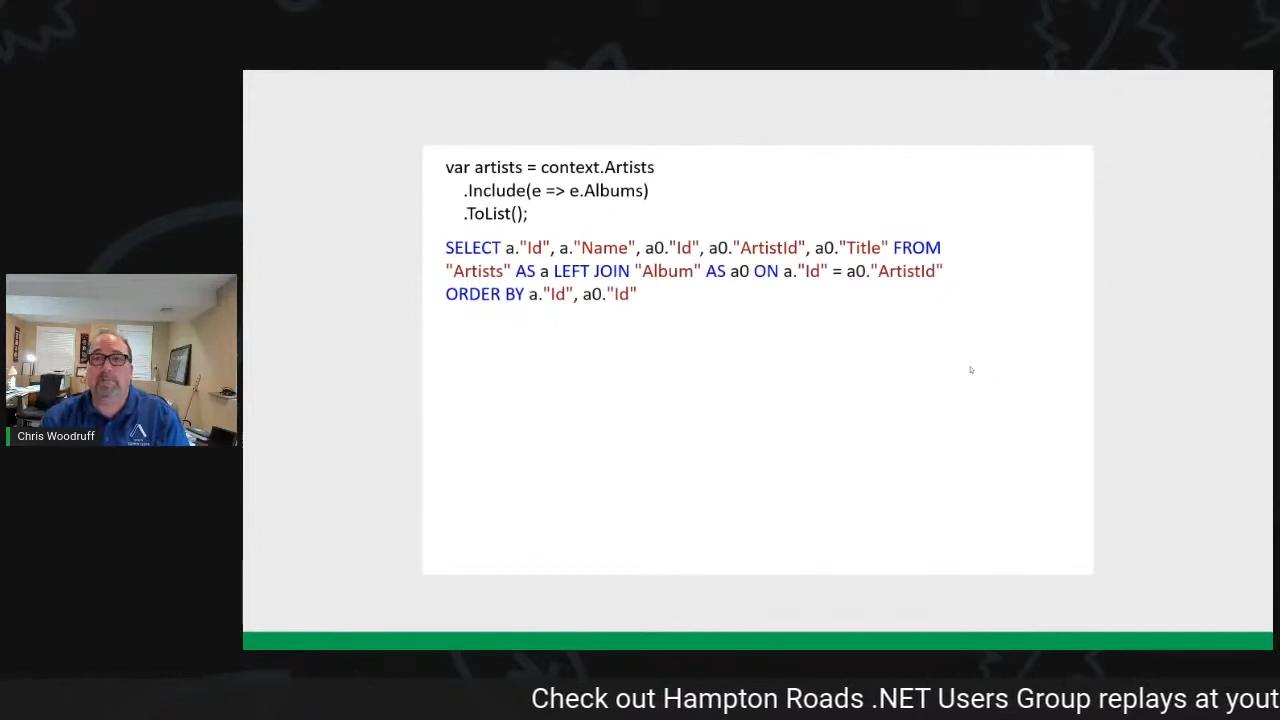 var artists = context.Artists
.Include(e => e.Albums)
.ToList();
SELECT a."Id", a."Name", a0."Id", a0."ArtistId", a0."Title" FROM
"Artists" AS a LEFT JOIN "Album" AS a0 ON a."Id" = a0."ArtistId"
ORDER BY a."Id", a0."Id"
Chris Woodruff
Check out Hampton Roads .NET Users Group replays at yout